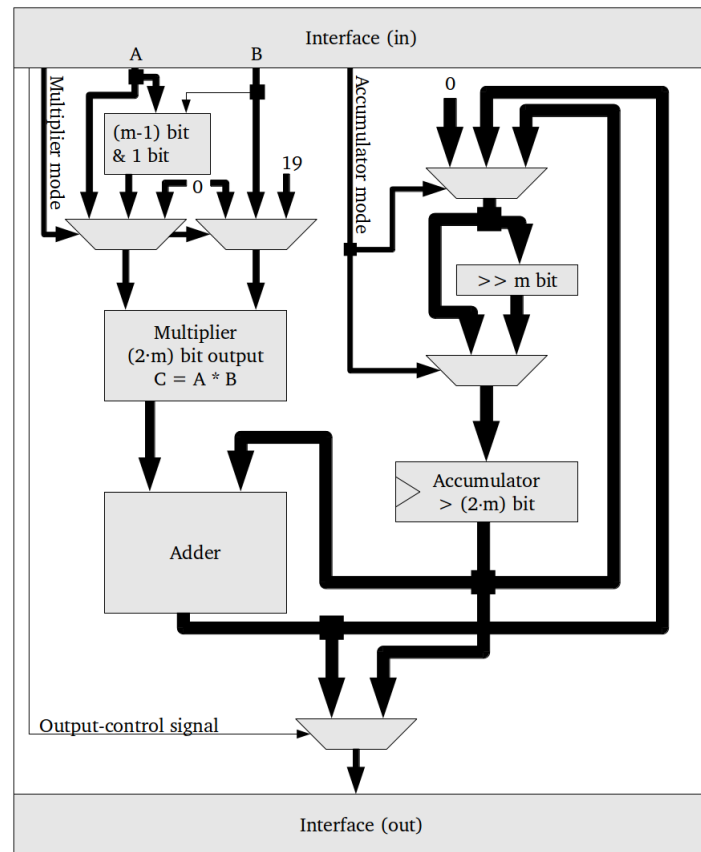 Interface (in)
A
B
Multiplier mode
Accumulator mode
0
(m-1) bit
& 1 bit
19
0
>> m bit
Multiplier
(2·m) bit output
C = A * B
Accumulator
> (2·m) bit
Adder
Output-control signal
Interface (out)